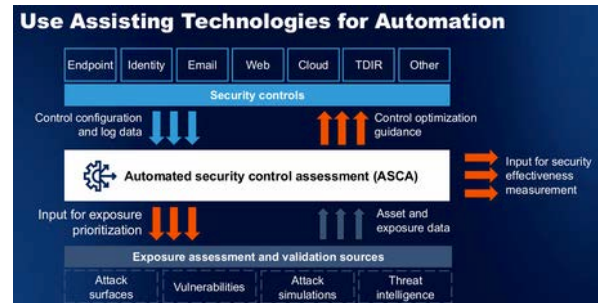 Use Assisting Technologies for Automation
Endpoint
Identity
Email
Web
Cloud
TDIR
Other
Security controls
Control configuration
and log data
Control optimization
guidance
Automated security control assessment (ASCA)
Input for security
effectiveness
measurement
Input for exposure
prioritization
Asset and
exposure data
Exposure assessment and validation sources
Attack
surfaces
Vulnerabilities
Attack
simulations
Threat
intelligence